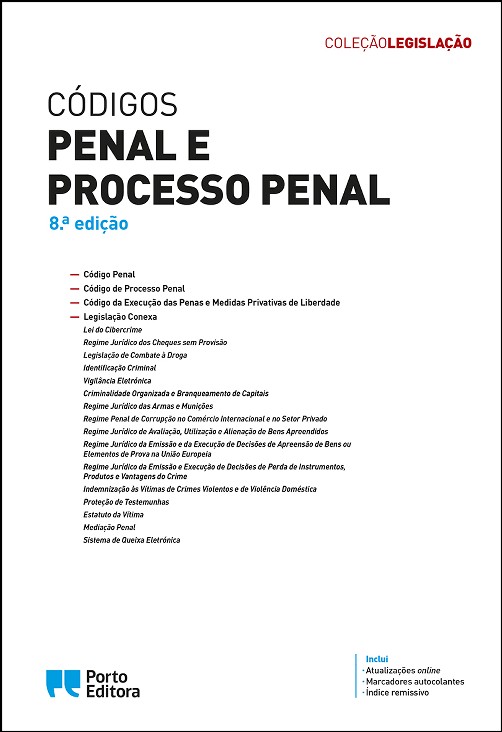 COLEÇÃOLEGISLAÇÃO
CÓDIGOS
PENAL E
PROCESSO PENAL
8.ª edição
— Código Penal
— Código de Processo Penal
— Código da Execução das Penas e Medidas Privativas de Liberdade
— Legislação Conexa
Lei do Cibercrime
Regime Jurídico dos Cheques sem Provisão
Legislação de Combate à Droga
Identificação Criminal
Vigilância Eletrónica
Criminalidade Organizada e Branqueamento de Capitais
Regime Jurídico das Armas e Munições
Regime Penal de Corrupção no Comércio Internacional e no Setor Privado
Regime Jurídico de Avaliação, Utilização e Alienação de Bens Apreendidos
Regime Jurídico da Emissão e da Execução de Decisões de Apreensão de Bens ou
Elementos de Prova na União Europeia
Regime Jurídico da Emissão e Execução de Decisões de Perda de Instrumentos,
Produtos e Vantagens do Crime
Indemnização às Vítimas de Crimes Violentos e de Violência Doméstica
Proteção de Testemunhas
Estatuto da Vítima
Mediação Penal
Sistema de Queixa Eletrónica
Porto
Editora
Inclui
· Atualizações online
· Marcadores autocolantes
· Índice remissivo